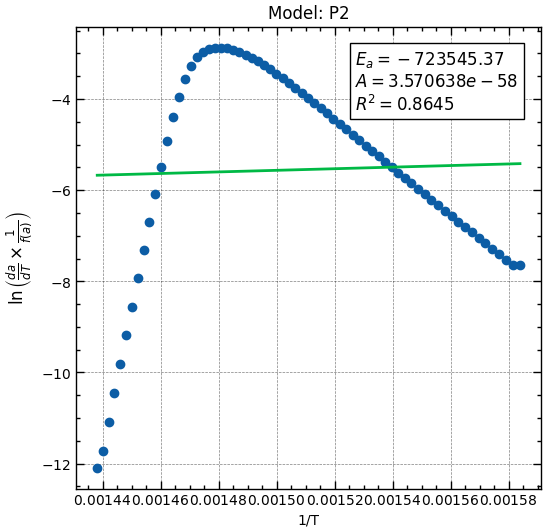 Model: P2
E_a = −723545.37
A = 3.570638e − 58
R² = 0.8645
ln(da/dT × 1/f(a))
−4
−6
−8
−10
−12
0.00144 0.00146 0.00148 0.00150 0.00152 0.00154 0.00156 0.00158
1/T